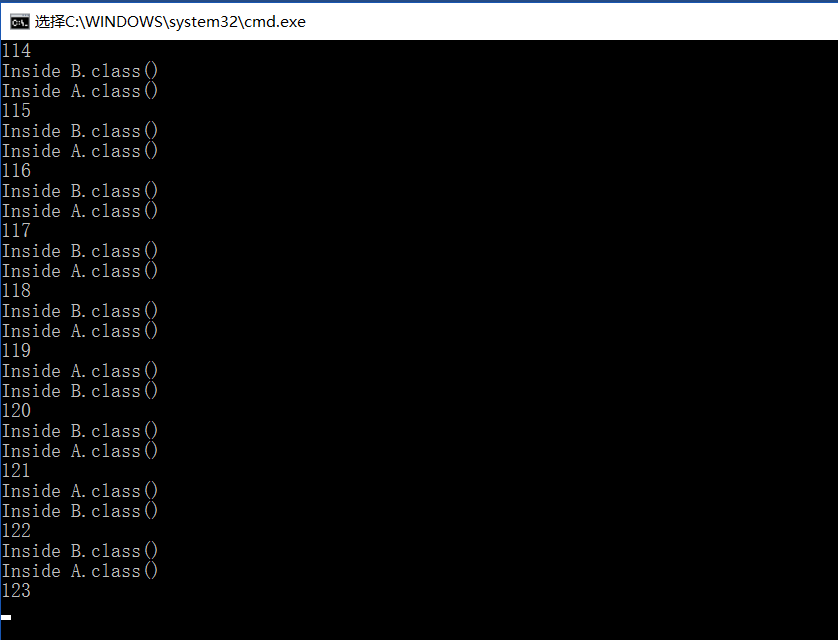 选择C:\WINDOWS\system32\cmd.exe
114
Inside B.class()
Inside A.class()
115
Inside B.class()
Inside A.class()
116
Inside B.class()
Inside A.class()
117
Inside B.class()
Inside A.class()
118
Inside B.class()
Inside A.class()
119
Inside A.class()
Inside B.class()
120
Inside B.class()
Inside A.class()
121
Inside A.class()
Inside B.class()
122
Inside B.class()
Inside A.class()
123